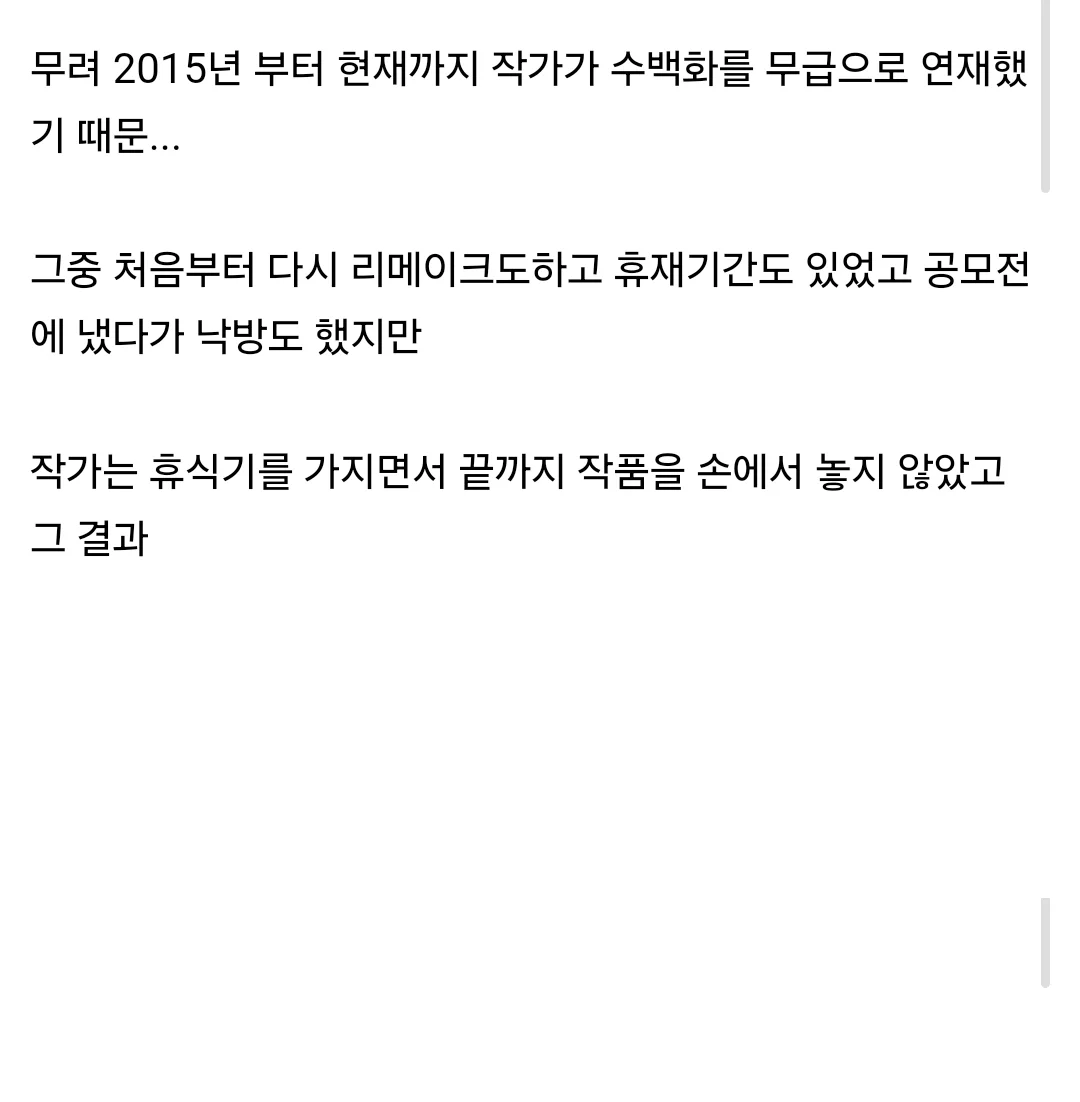 무려 2015년 부터 현재까지 작가가 수백화를 무급으로 연재했
기 때문...
그중 처음부터 다시 리메이크도하고 휴재기간도 있었고 공모전
에 냈다가 낙방도 했지만
작가는 휴식기를 가지면서 끝까지 작품을 손에서 놓지 않았고
그 결과